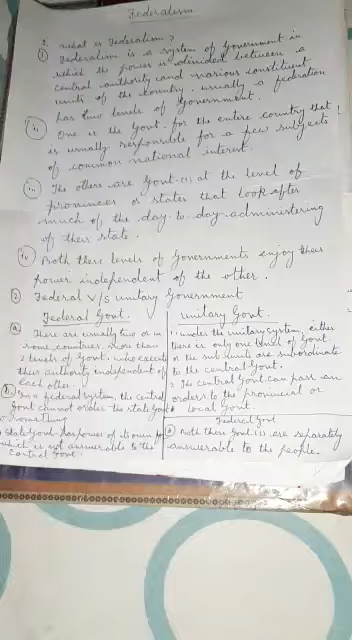 Federalism
1. What is Federalism?
(i) Federalism is a system of Government in
which the power is divided between a
central authority and various constituent
units of the country. usually a federation
has two levels of Government.
(ii) One is the Govt. for the entire country that
is usually responsible for a few subjects
of common national interest.
(iii) The others are Govt.(s) at the level of
provinces or states that look after
much of the day-to-day administering
of their state.
(iv) Both these levels of Governments enjoy their
power independent of the other.
(2) Federal V/S Unitary Government
Federal Govt.
(a) There are usually two or in
some countries more than
2 levels of Govt. who execute
their authority independent of
each other.
(b) In a federal system, the central
Govt cannot order the state Govt
to
State Govt has power of its own
which is not answerable to the
Central Govt.
Unitary Govt.
1. under the unitary system, either
there is only one level of Govt.
or the sub units are subordinate
to the central Govt.
2 The central Govt can pass on
orders to the provincial or
local Govt.
Federal Govt
Both these Govt (s) are separately
answerable to the people.